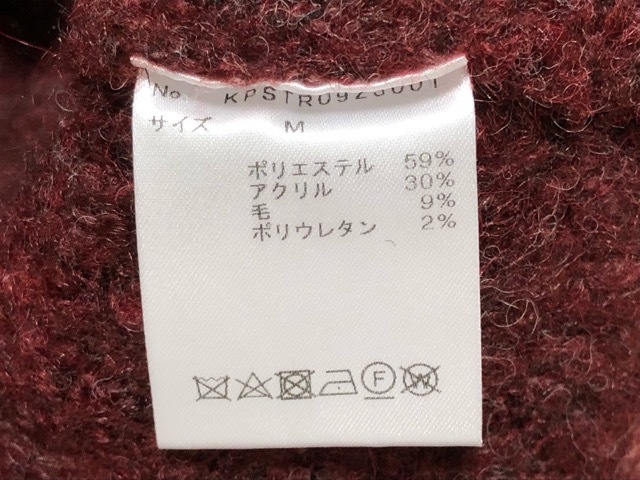 No. KPSTR0923001
サイズ M
ポリエステル 59%
アクリル 30%
毛 9%
ポリウレタン 2%
F
W